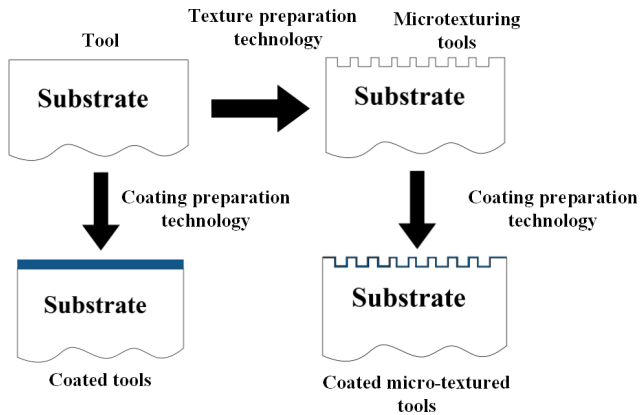 Texture preparation
technology
Microtexturing
tools
Tool
Substrate
Substrate
Coating preparation
technology
Coating preparation
technology
Substrate
Substrate
Coated tools
Coated micro-textured
tools